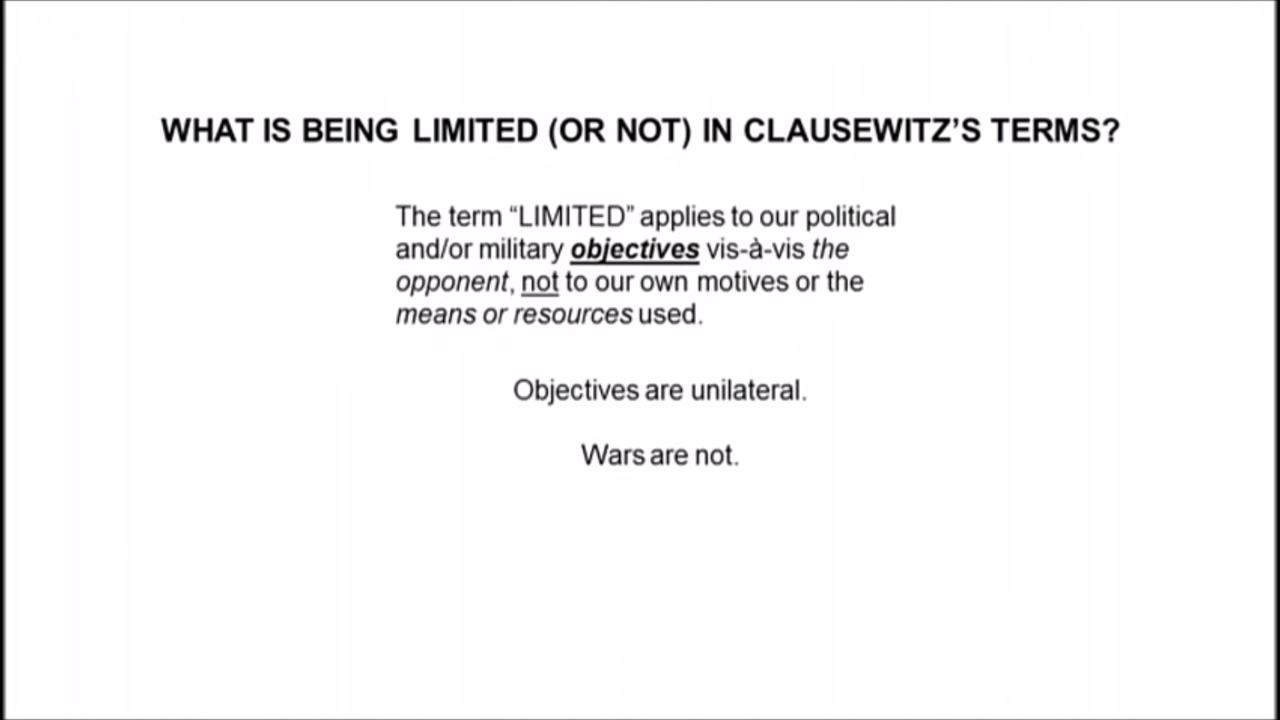 WHAT IS BEING LIMITED (OR NOT) IN CLAUSEWITZ’S TERMS?
The term “LIMITED” applies to our political
and/or military objectives vis-à-vis the
opponent, not to our own motives or the
means or resources used.
Objectives are unilateral.
Wars are not.